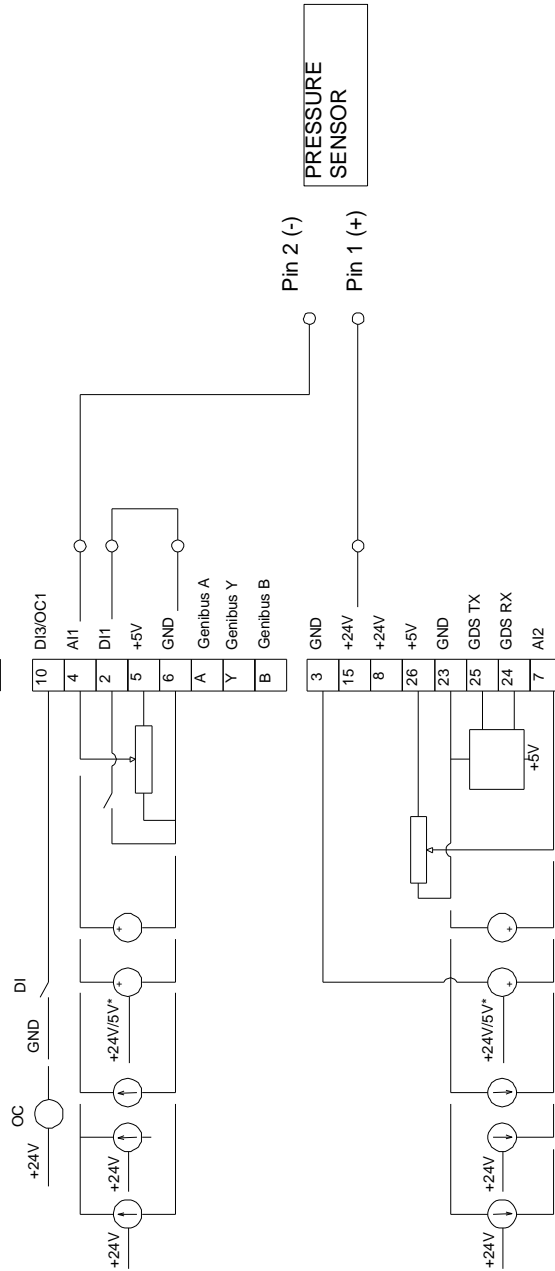 PRESSURE
SENSOR
Pin 2 (-)
Pin 1 (+)
10 DI3/OC1
4 AI1
2 DI1
5 +5V
6 GND
A Genibus A
Y Genibus Y
B Genibus B
DI
GND
OC
+24V
+24V/5V*
+24V
+24V
3 GND
15 +24V
8 +24V
26 +5V
23 GND
25 GDS TX
24 GDS RX
7 AI2
+5V
+
+
+24V/5V*
+
+
+24V
+24V